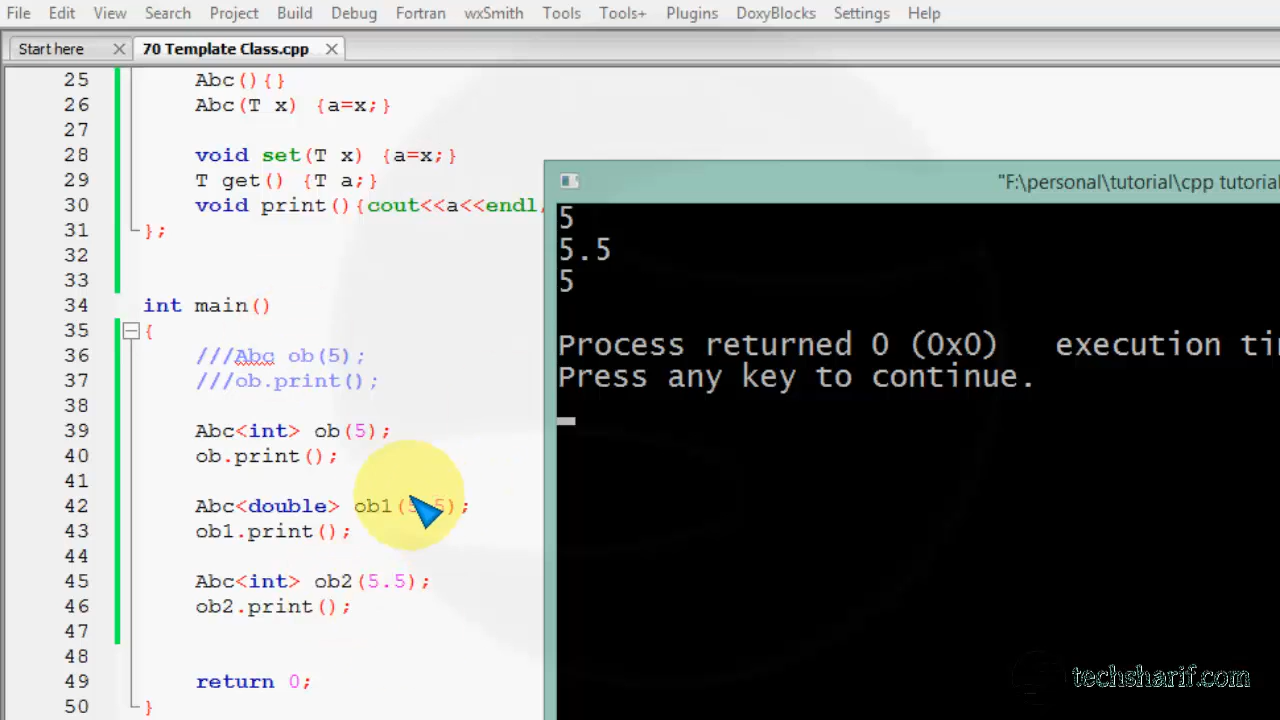 File Edit View Search Project Build Debug Fortran wxSmith Tools Tools+ Plugins DoxyBlocks Settings Help
Start here 70 Template Class.cpp
25 Abc(){}
26 Abc(T x) {a=x;}
27
28 void set(T x) {a=x;}
29 T get() {T a;}
30 void print(){cout<<a<<endl
31 };
32
33
34 int main()
35 {
36 ///Abc ob(5);
37 ///ob.print();
38
39 Abc<int> ob(5);
40 ob.print();
41
42 Abc<double> ob1(5.5);
43 ob1.print();
44
45 Abc<int> ob2(5.5);
46 ob2.print();
47
48
49 return 0;
50 }
"F:\personal\tutorial\cpp tutorial
5
5.5
5
Process returned 0 (0x0) execution
Press any key to continue.
techsharif.com